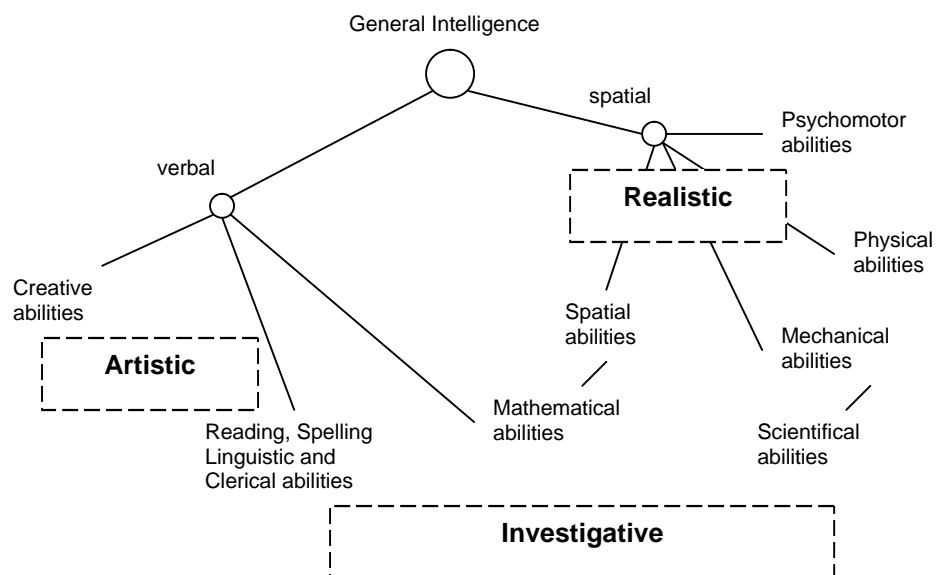 General Intelligence
spatial
Psychomotor
abilities
verbal
Realistic
Physical
abilities
Creative
abilities
Spatial
abilities
Mechanical
abilities
Artistic
Mathematical
abilities
Reading, Spelling
Linguistic and
Clerical abilities
Scientifical
abilities
Investigative